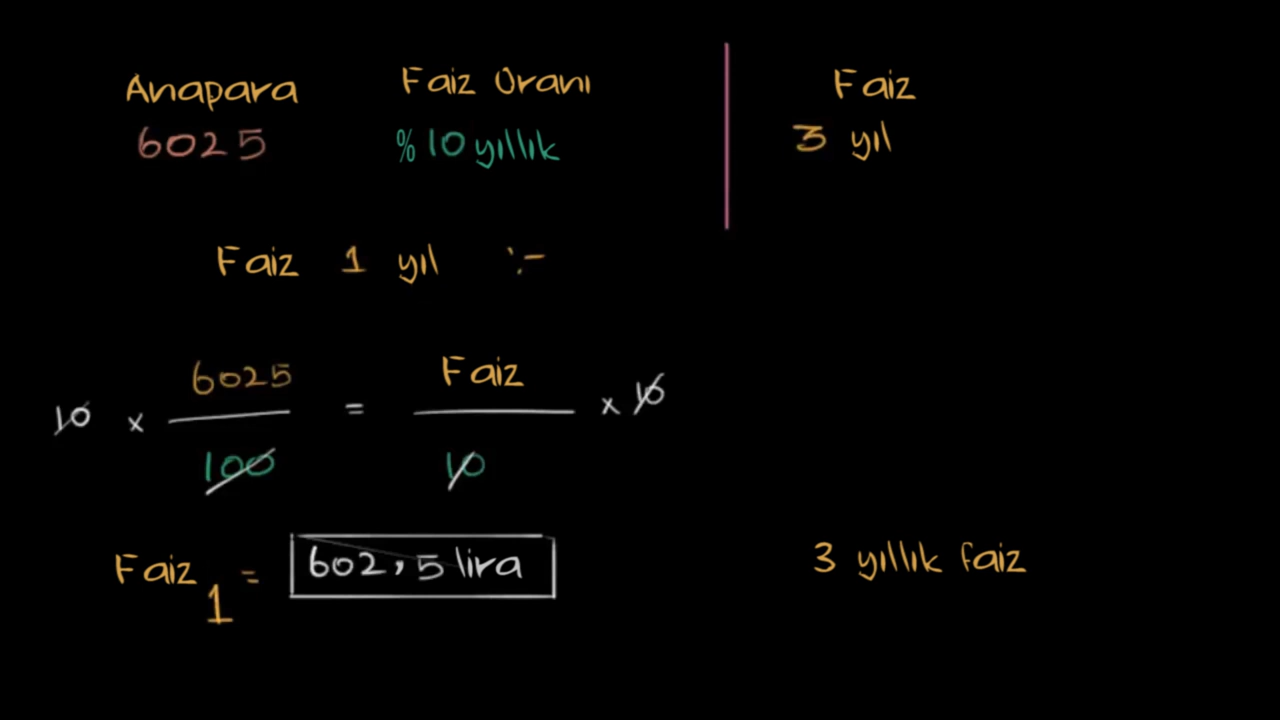 Anapara Faiz Oranı Faiz
6025 %10 yıllık 3 yıl
Faiz 1 yıl :-
10 x 6025 / 100 = Faiz / 10 x 10
Faiz 1 = 602,5 lira
3 yıllık faiz